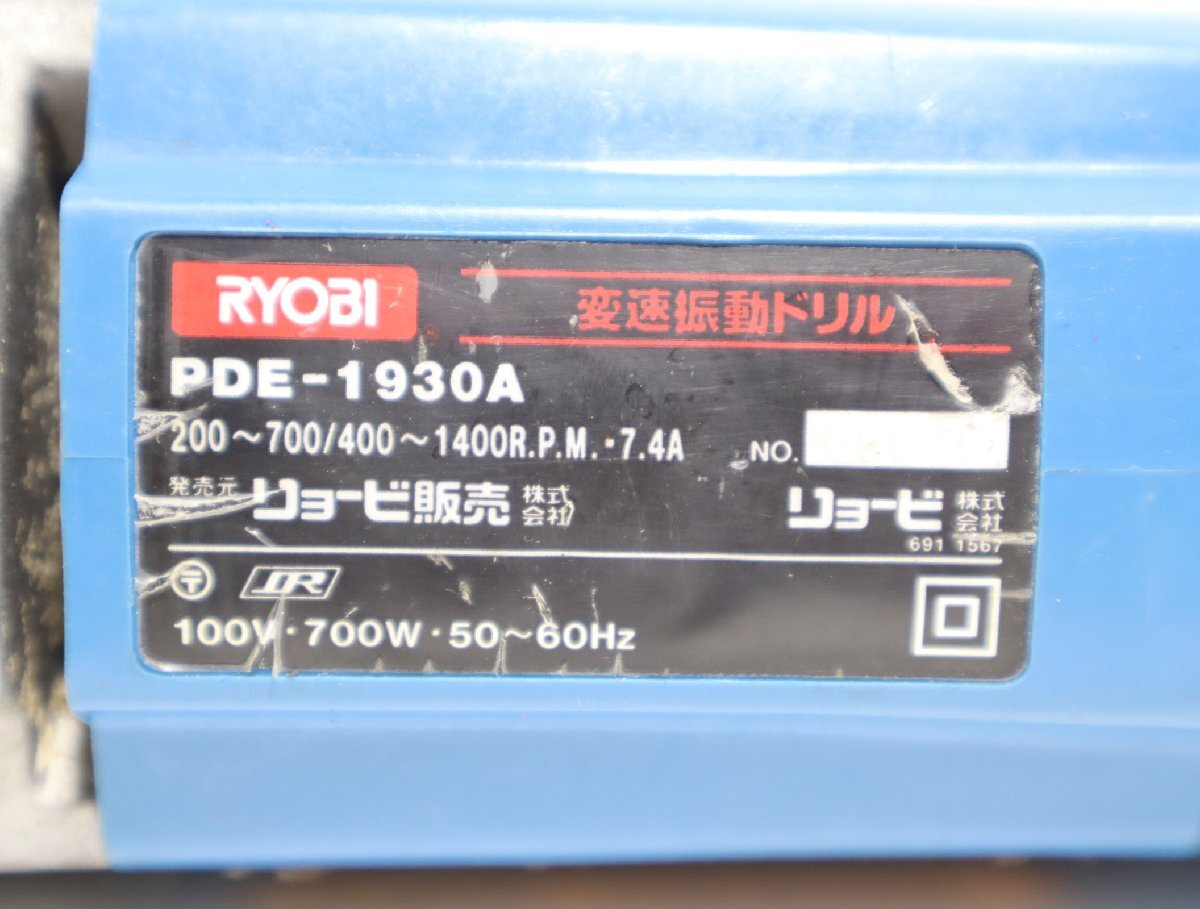 RYOBI
変速振動ドリル
PDE-1930A
200～700/400～1400R.P.M.・7.4A
NO.
発売元 リョービ販売 株式会社
リョービ 株式会社
691 1567
〒 JR
100V・700W・50～60Hz